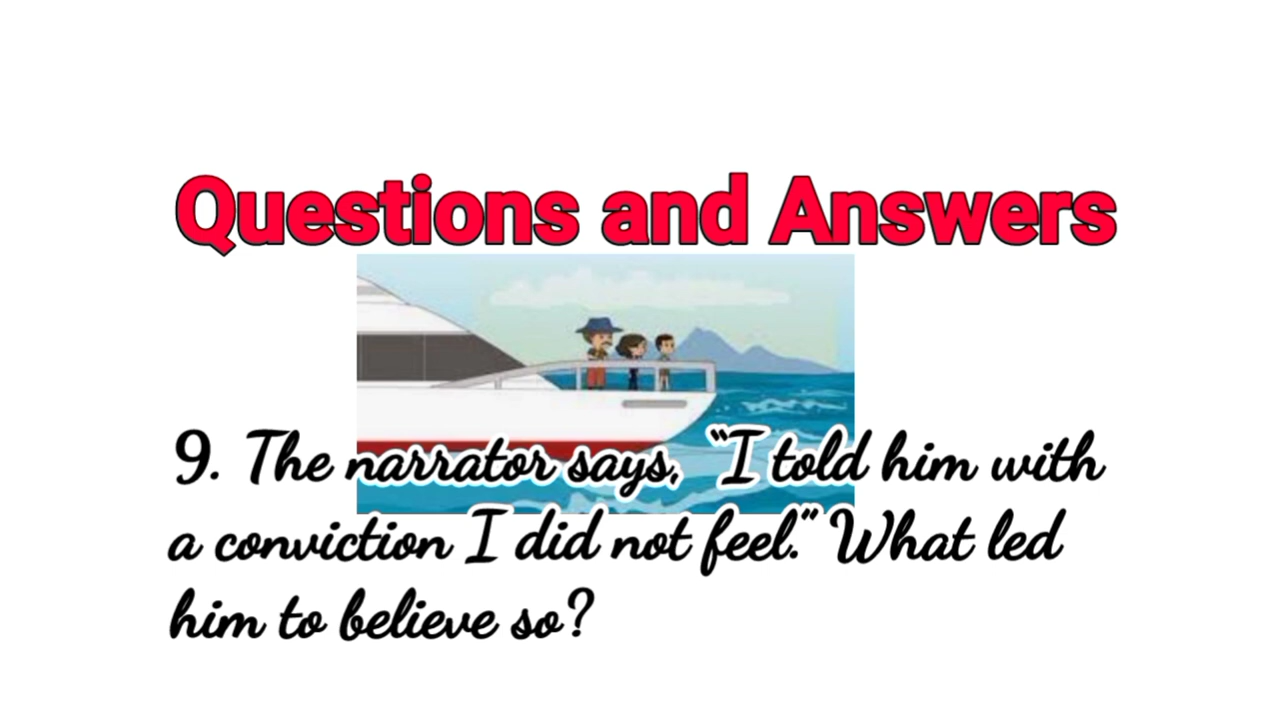 Questions and Answers
9. The narrator says, “I told him with
a conviction I did not feel.” What led
him to believe so?